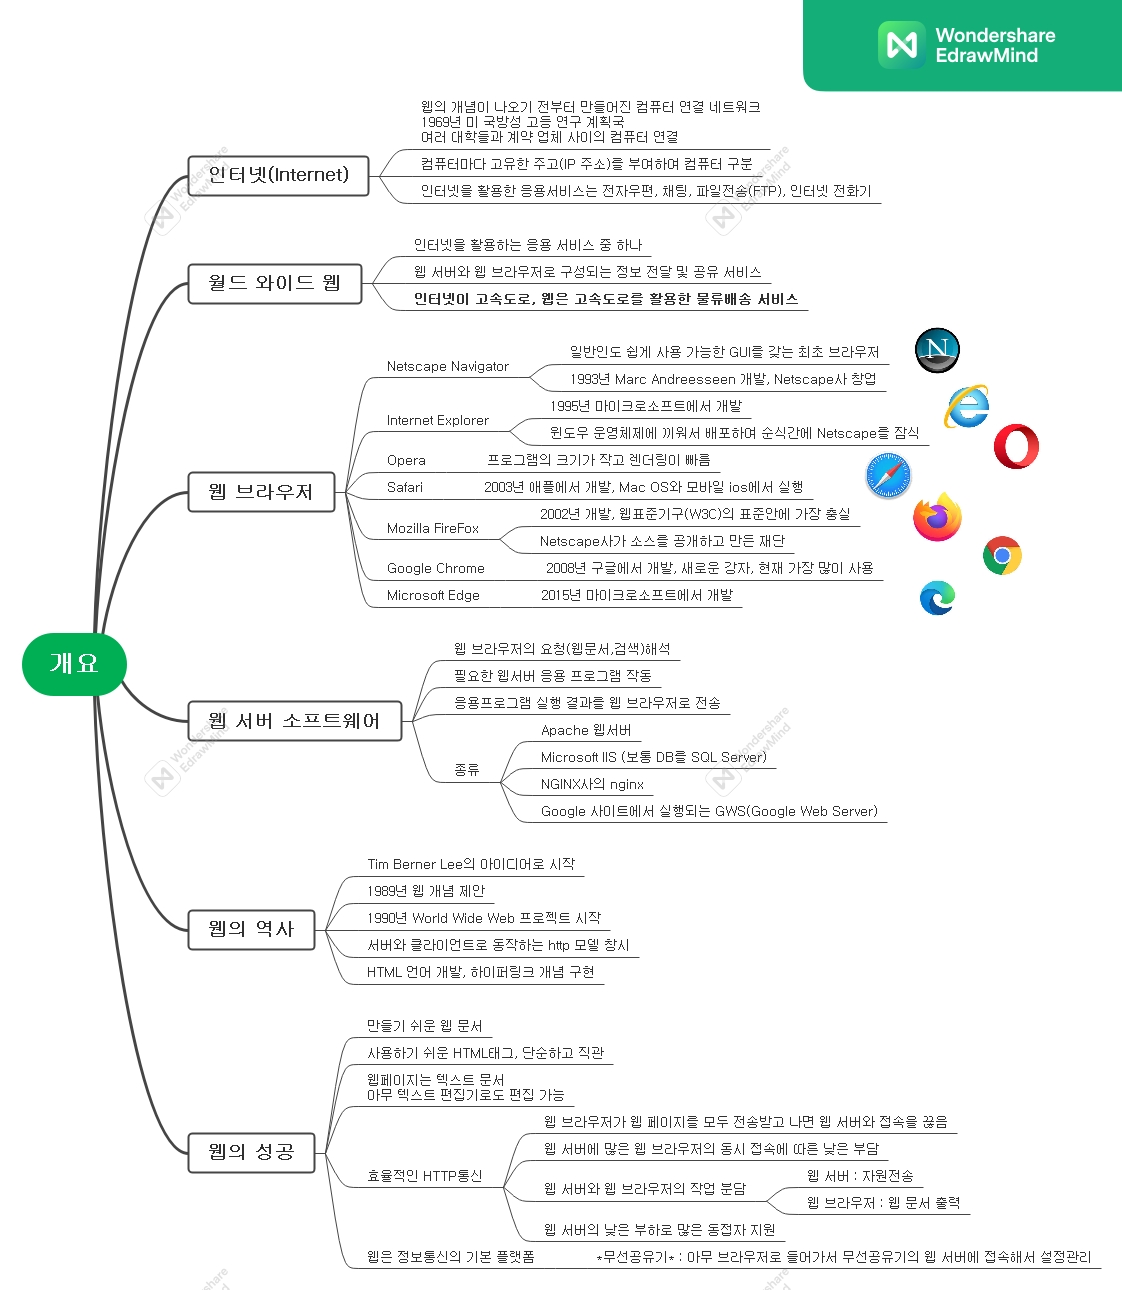 Wondershare
EdrawMind
개요
인터넷(Internet)
웹의 개념이 나오기 전부터 만들어진 컴퓨터 연결 네트워크
1969년 미 국방성 고등 연구 계획국
여러 대학들과 계약 업체 사이의 컴퓨터 연결
컴퓨터마다 고유한 주고(IP 주소)를 부여하며 컴퓨터 구분
인터넷을 활용한 응용서비스는 전자우편, 채팅, 파일전송(FTP), 인터넷 전화기
월드 와이드 웹
인터넷을 활용하는 응용 서비스 중 하나
웹 서버와 웹 브라우저로 구성되는 정보 전달 및 공유 서비스
인터넷이 고속도로, 웹은 고속도로를 활용한 물류배송 서비스
웹 브라우저
Netscape Navigator
일반인도 쉽게 사용 가능한 GUI를 갖는 최초 브라우저
1993년 Marc Andreesseen 개발, Netscape사 창업
Internet Explorer
1995년 마이크로소프트에서 개발
윈도우 운영체제에 끼워서 배포하며 순식간에 Netscape를 잠식
Opera
프로그램의 크기가 작고 렌더링이 빠름
Safari
2003년 애플에서 개발, Mac OS와 모바일 ios에서 실행
Mozilla FireFox
2002년 개발, 웹표준기구(W3C)의 표준안에 가장 충실
Netscape사가 소스를 공개하고 만든 재단
Google Chrome
2008년 구글에서 개발, 새로운 강자, 현재 가장 많이 사용
Microsoft Edge
2015년 마이크로소프트에서 개발
웹 서버 소프트웨어
웹 브라우저의 요청(웹문서,검색)해석
필요한 웹서버 응용 프로그램 작동
응용프로그램 실행 결과를 웹 브라우저로 전송
종류
Apache 웹서버
Microsoft IIS (보통 DB를 SQL Server)
NGINX사의 nginx
Google 사이트에서 실행되는 GWS(Google Web Server)
웹의 역사
Tim Berner Lee의 아이디어로 시작
1989년 웹 개념 제안
1990년 World Wide Web 프로젝트 시작
서버와 클라이언트로 동작하는 http 모델 창시
HTML 언어 개발, 하이퍼링크 개념 구현
웹의 성공
만들기 쉬운 웹 문서
사용하기 쉬운 HTML태그, 단순하고 직관
웹페이지는 텍스트 문서
아무 텍스트 편집기로도 편집 가능
효율적인 HTTP통신
웹 브라우저가 웹 페이지를 모두 전송받고 나면 웹 서버와 접속을 끊음
웹 서버에 많은 웹 브라우저의 동시 접속에 따른 낮은 부담
웹 서버와 웹 브라우저의 작업 분담
웹 서버 : 자원전송
웹 브라우저 : 웹 문서 출력
웹 서버의 낮은 부하로 많은 동접자 지원
웹은 정보통신의 기본 플랫폼
*무선공유기* : 아무 브라우저로 들어가서 무선공유기의 웹 서버에 접속해서 설정관리
Wondershare
EdrawMind
Wondershare
EdrawMind
Wondershare
EdrawMind
Wondershare
EdrawMind